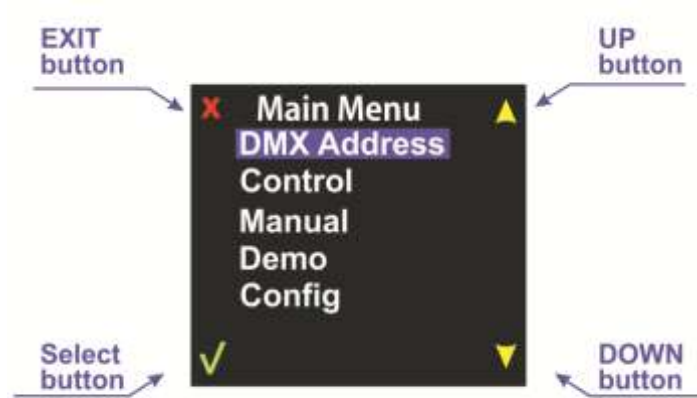 EXIT
button
UP
button
X Main Menu
DMX Address
Control
Manual
Demo
Config
Select
button
DOWN
button